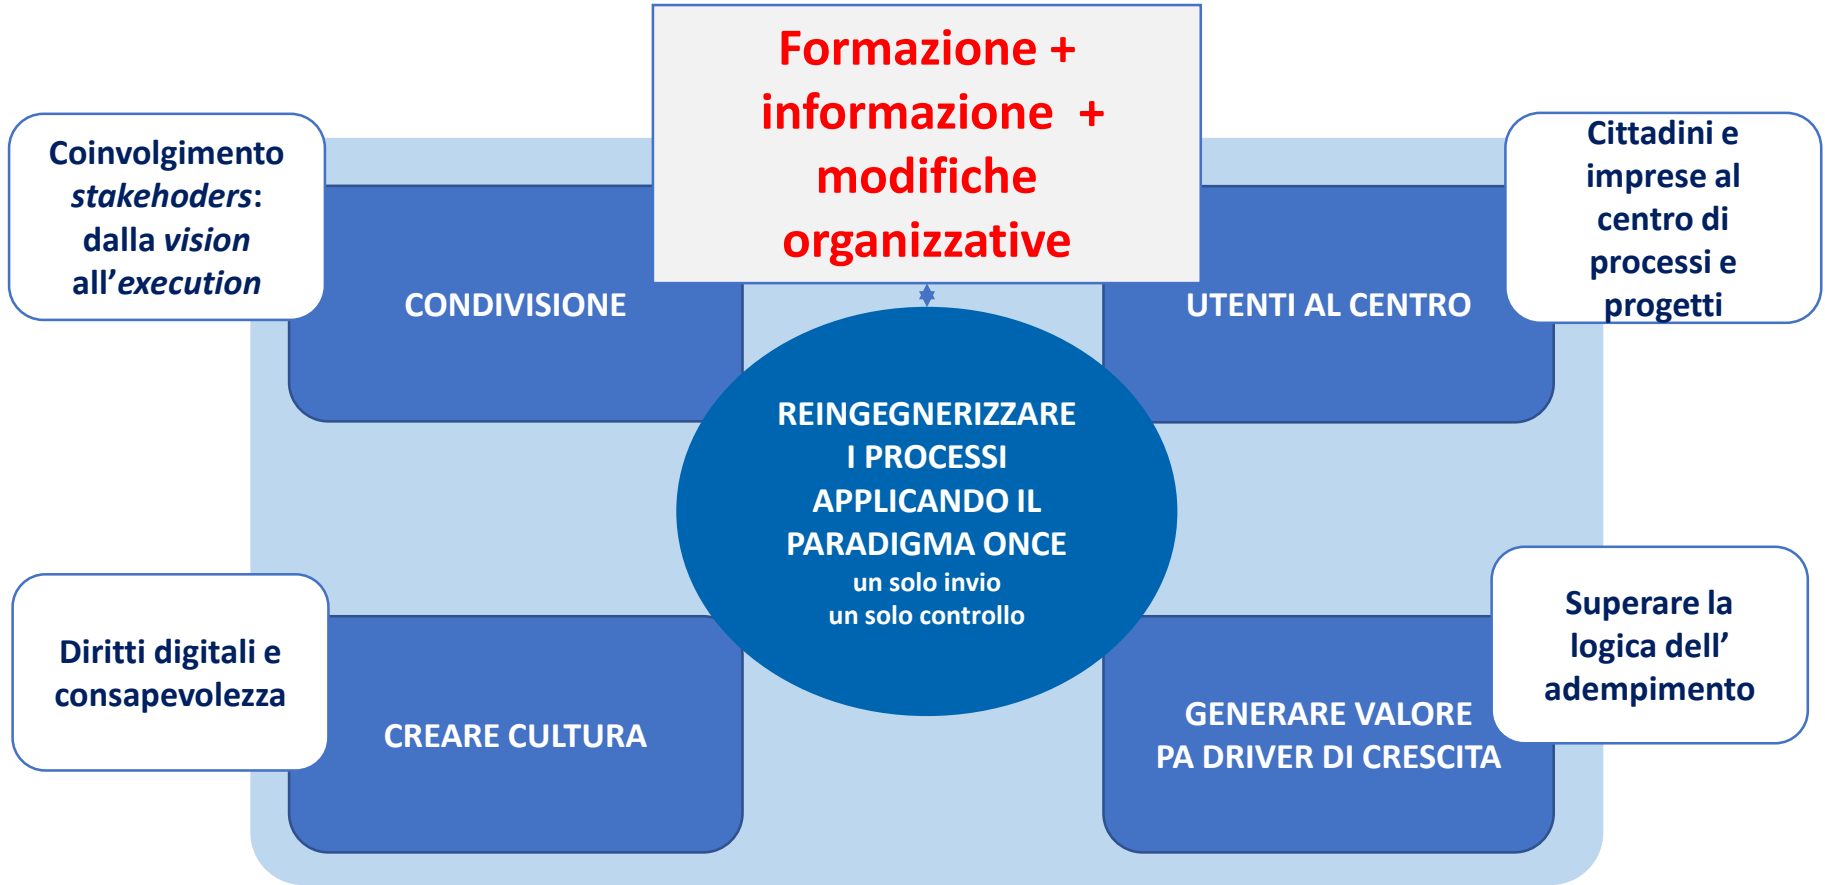 Formazione +
informazione +
modifiche
organizzative
Coinvolgimento
stakehoders:
dalla vision
all’execution
CONDIVISIONE
UTENTI AL CENTRO
Cittadini e
imprese al
centro di
processi e
progetti
REINGEGNERIZZARE
I PROCESSI
APPLICANDO IL
PARADIGMA ONCE
un solo invio
un solo controllo
Diritti digitali e
consapevolezza
CREARE CULTURA
GENERARE VALORE
PA DRIVER DI CRESCITA
Superare la
logica dell’
adempimento